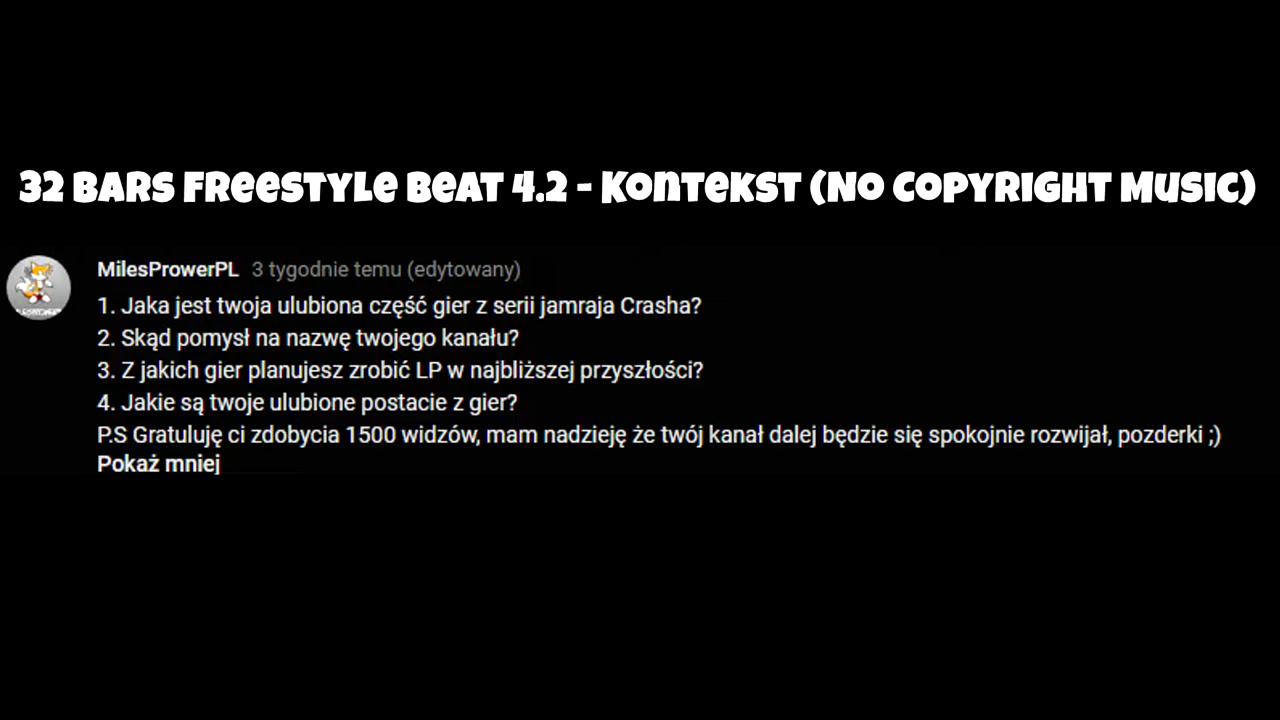 32 Bars Freestyle Beat 4.2 - Kontekst (No Copyright Music)
MilesProwerPL 3 tygodnie temu (edytowany)
1. Jaka jest twoja ulubiona część gier z serii jamraja Crasha?
2. Skąd pomysł na nazwę twojego kanału?
3. Z jakich gier planujesz zrobić LP w najbliższej przyszłości?
4. Jakie są twoje ulubione postacie z gier?
P.S Gratuluję ci zdobycia 1500 widzów, mam nadzieję że twój kanał dalej będzie się spokojnie rozwijał, pozderki ;)
Pokaż mniej